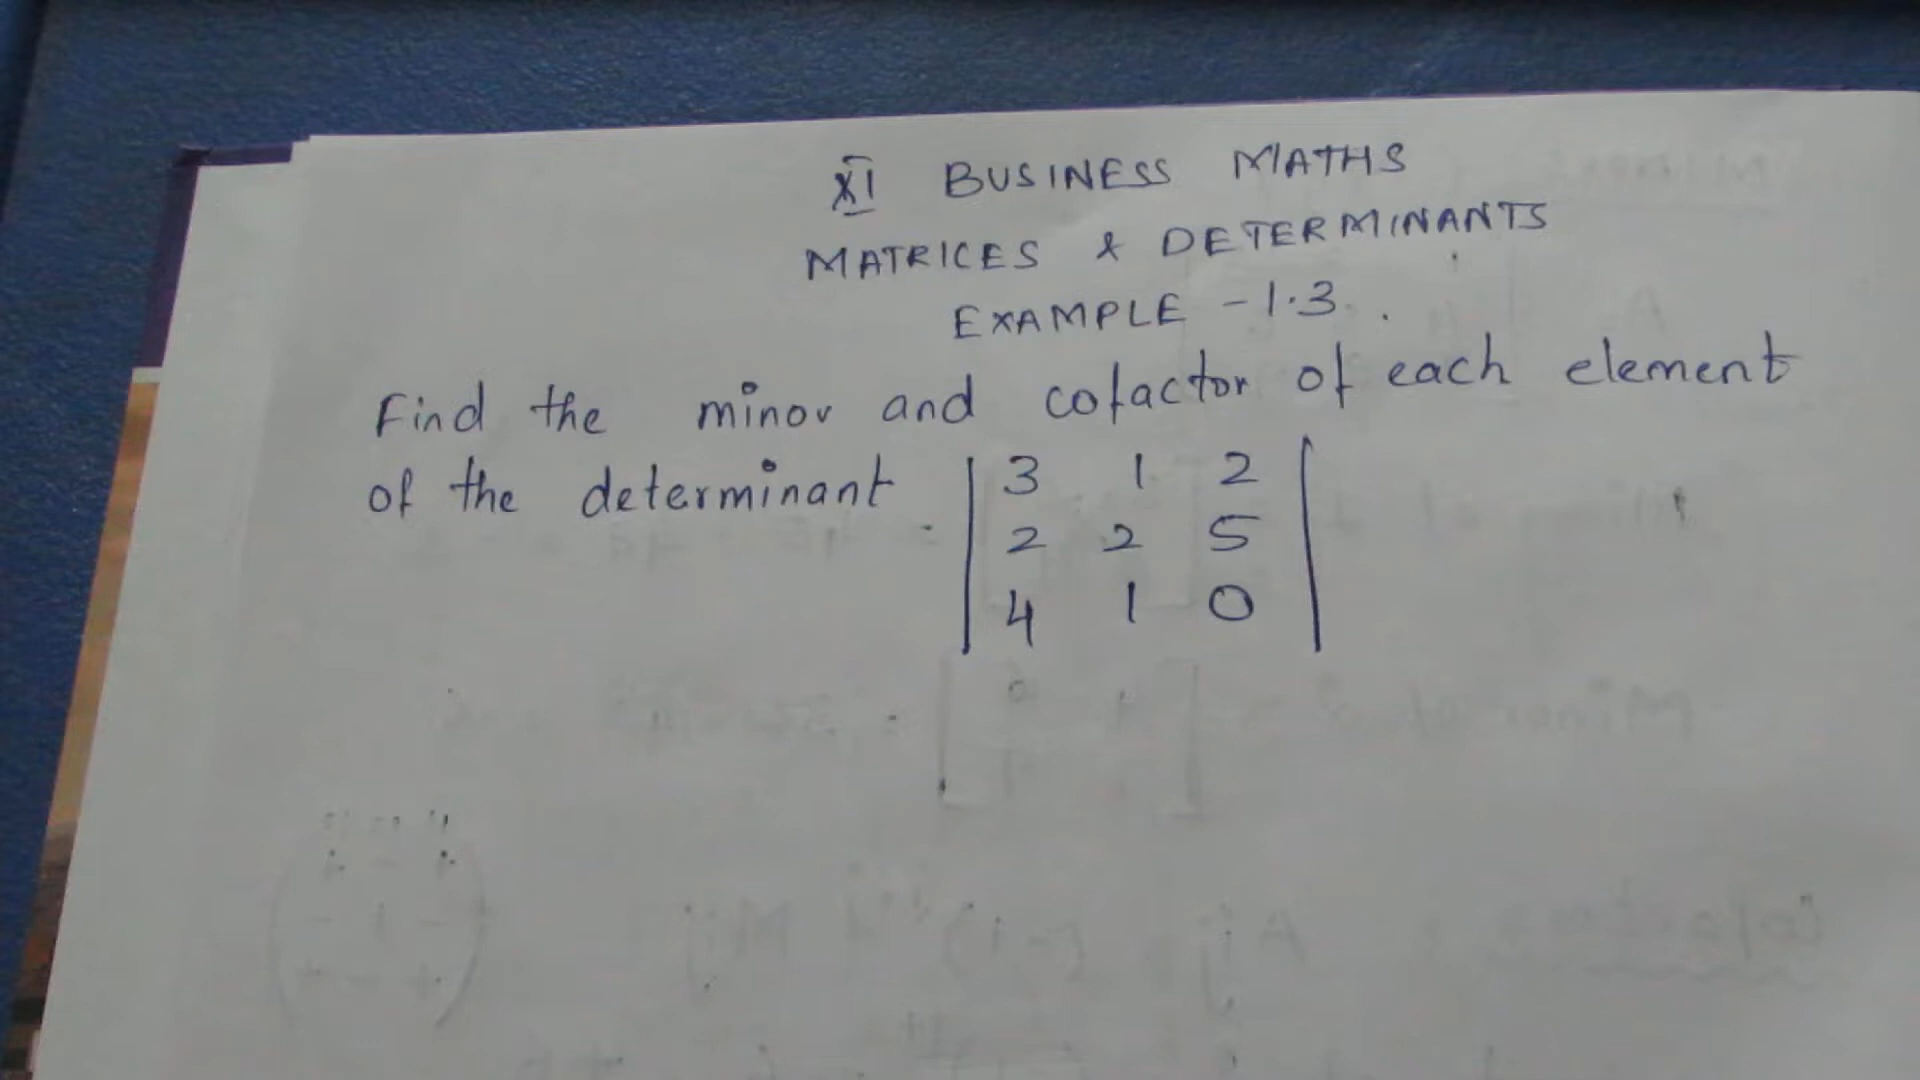 XI BUSINESS MATHS
MATRICES & DETERMINANTS
EXAMPLE - 1.3.
Find the minor and cofactor of each element
of the determinant | 3 1 2 |
2 2 5
4 1 0